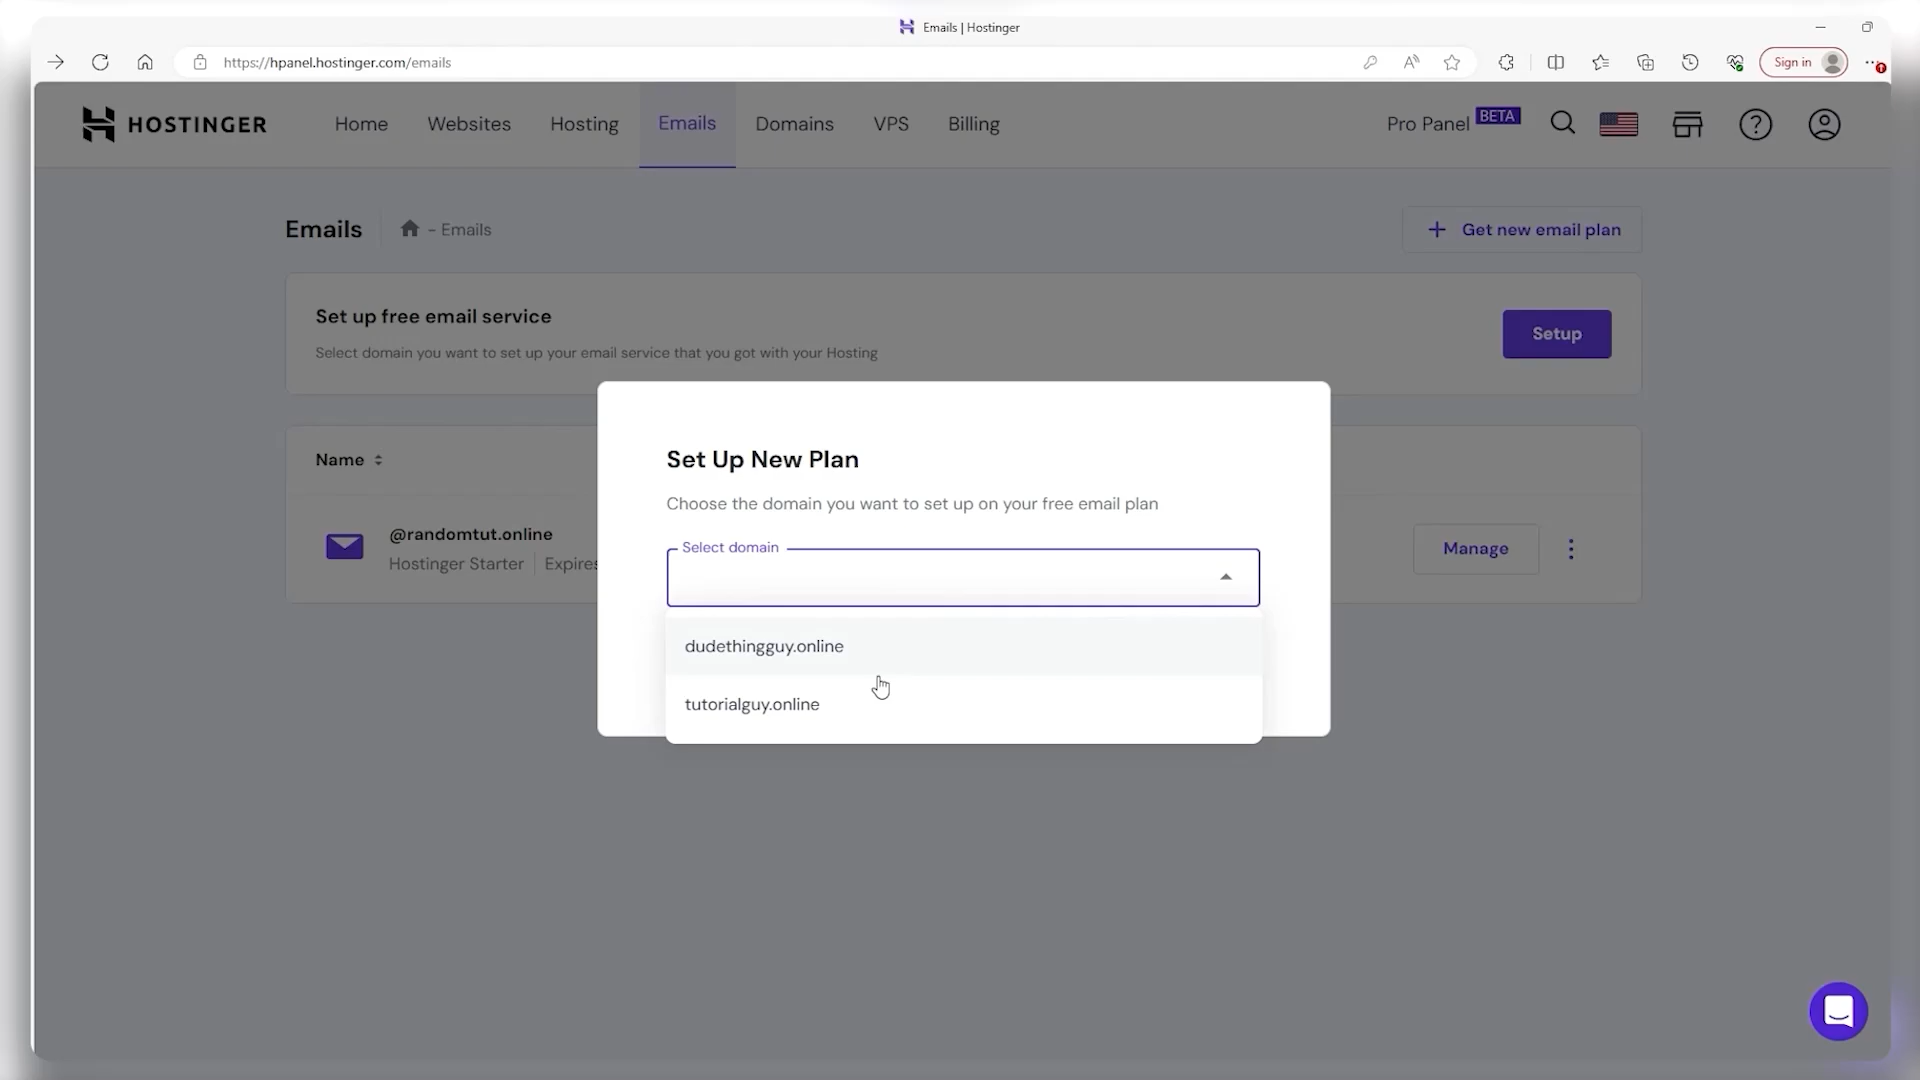 Emails | Hostinger
https://hpanel.hostinger.com/emails
Sign in
HOSTINGER
Home
Websites
Hosting
Emails
Domains
VPS
Billing
Pro Panel BETA
Emails
- Emails
+ Get new email plan
Set up free email service
Select domain you want to set up your email service that you got with your Hosting
Setup
Name
@randomtut.online
Hostinger Starter
Expires
Manage
Set Up New Plan
Choose the domain you want to set up on your free email plan
Select domain
dudethingguy.online
tutorialguy.online